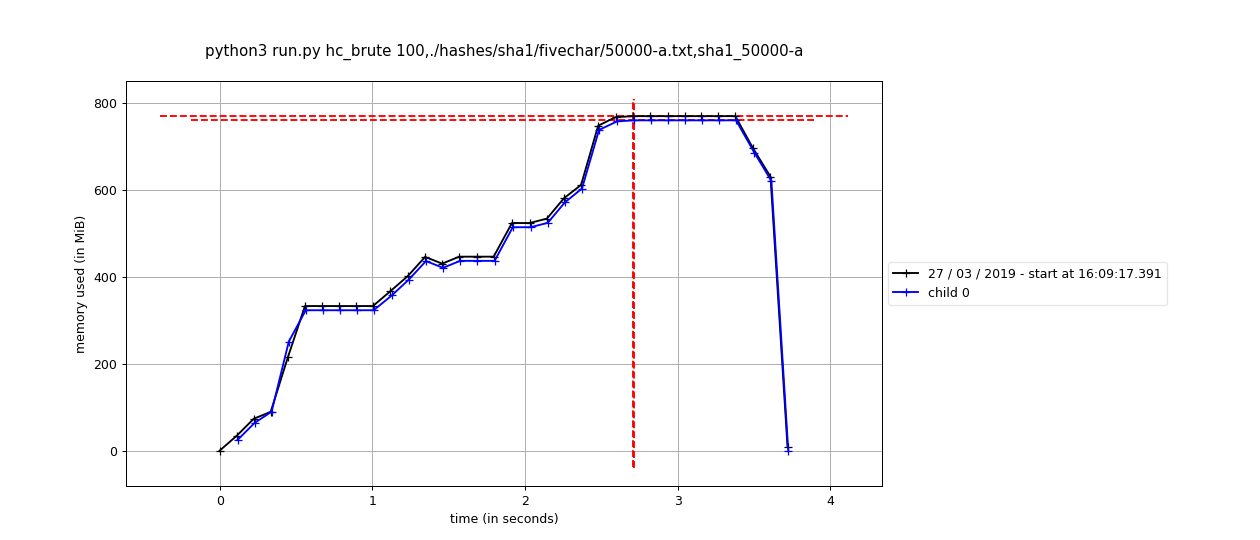 python3 run.py hc_brute 100,./hashes/sha1/fivechar/50000-a.txt,sha1_50000-a
800
600
400
200
0
memory used (in MiB)
0 1 2 3 4
time (in seconds)
27 / 03 / 2019 - start at 16:09:17.391
child 0